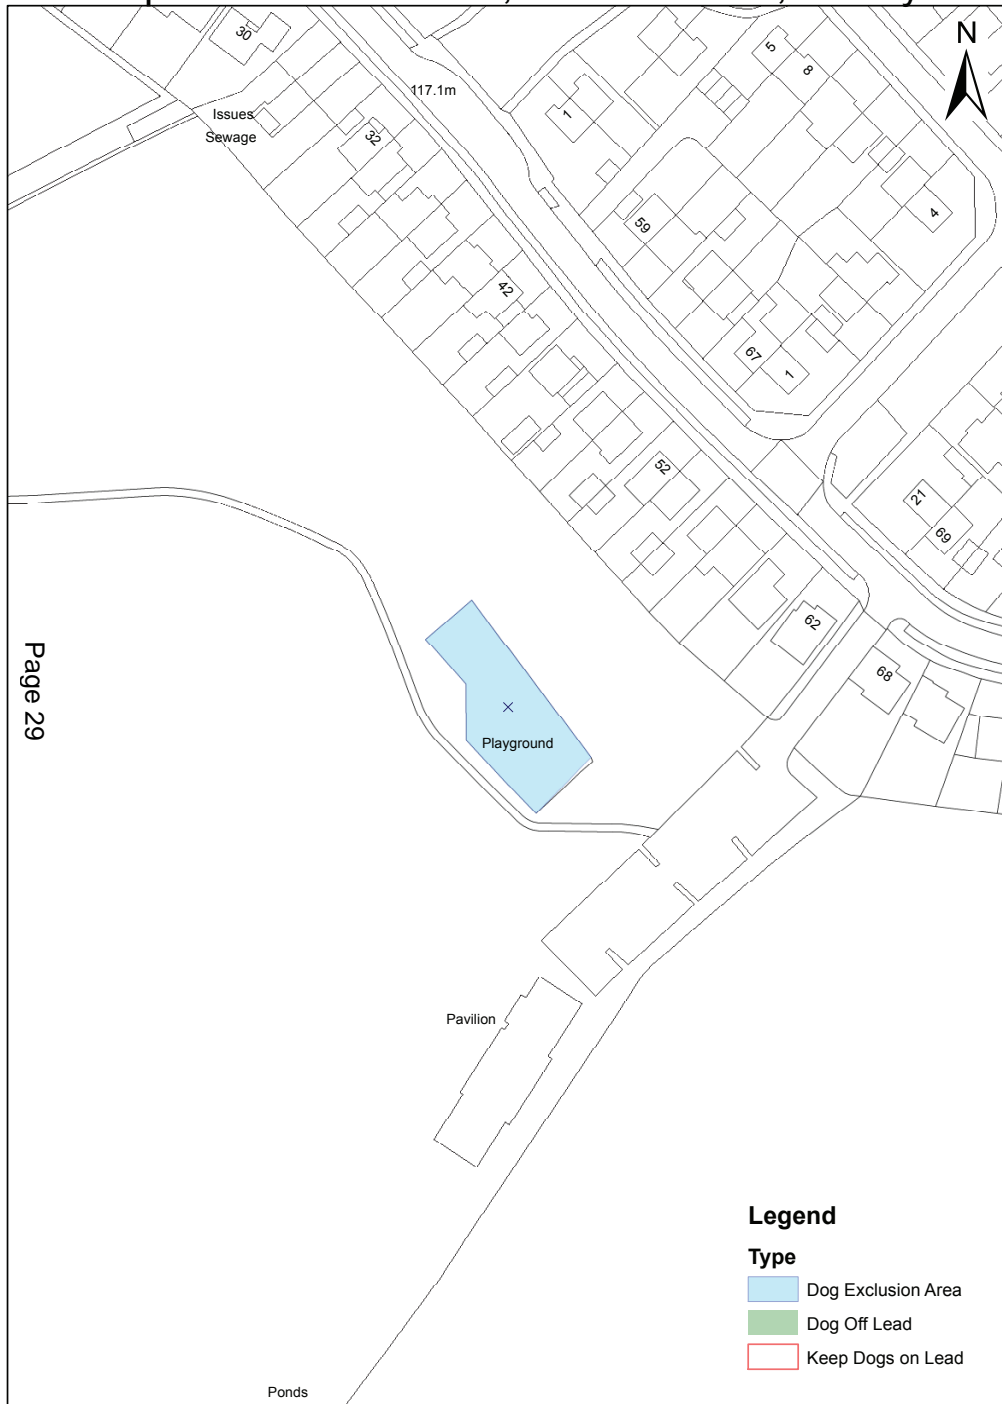 N
5
8
30
117.1m
1
Issues
Sewage
32
59
4
42
67
1
52
21
69
62
68
Page 29
Playground
Pavilion
Legend
Type
Dog Exclusion Area
Dog Off Lead
Keep Dogs on Lead
Ponds